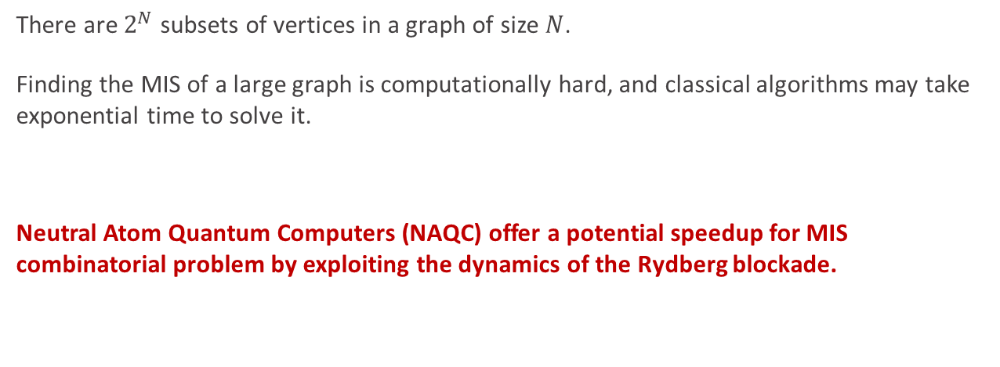 There are 2^N subsets of vertices in a graph of size N.
Finding the MIS of a large graph is computationally hard, and classical algorithms may take
exponential time to solve it.
Neutral Atom Quantum Computers (NAQC) offer a potential speedup for MIS
combinatorial problem by exploiting the dynamics of the Rydberg blockade.